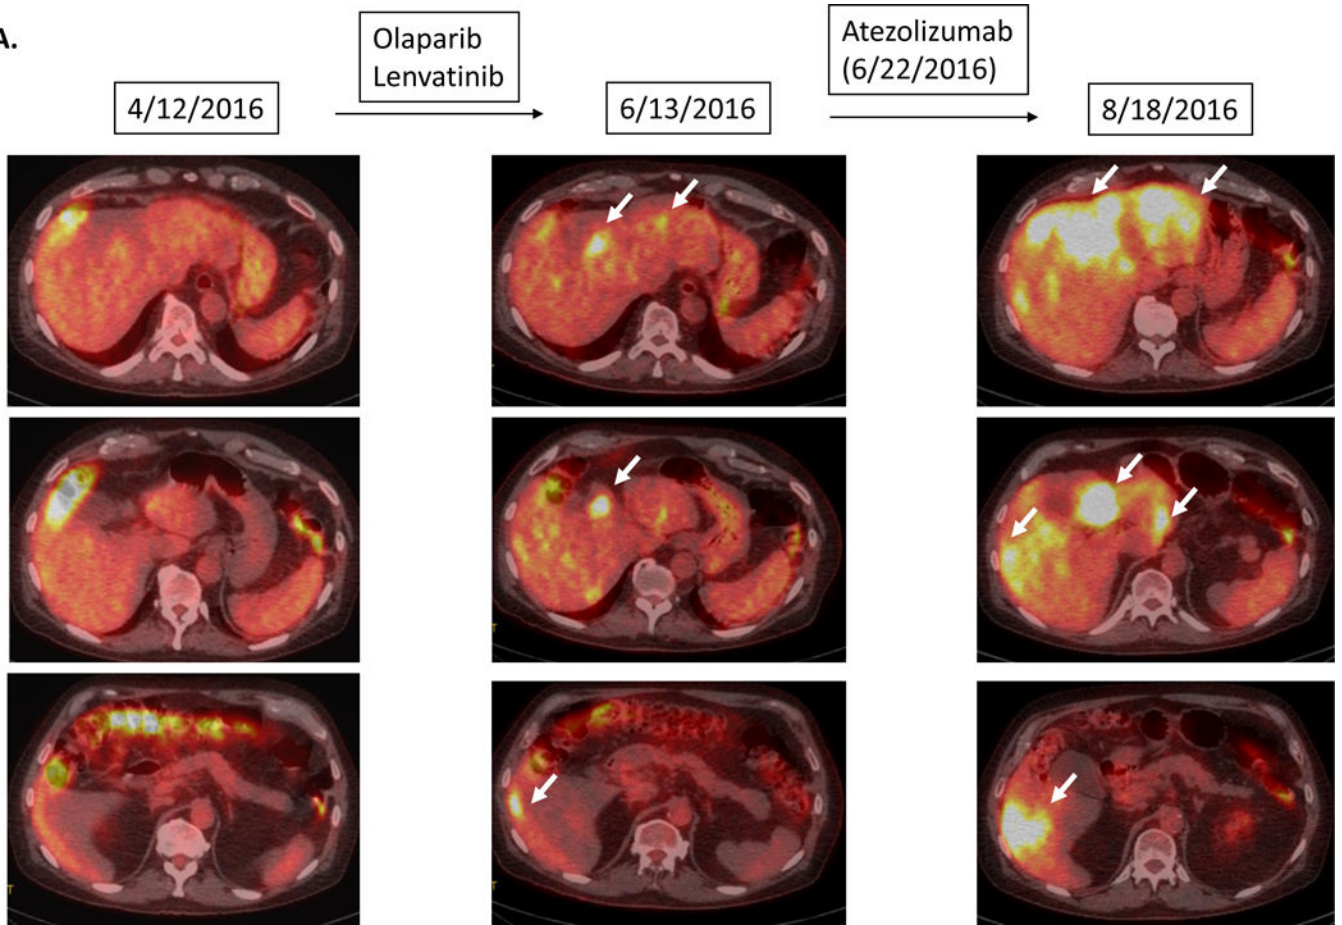 A.
Olaparib
Lenvatinib
Atezolizumab
(6/22/2016)
4/12/2016
6/13/2016
8/18/2016
T
T
T